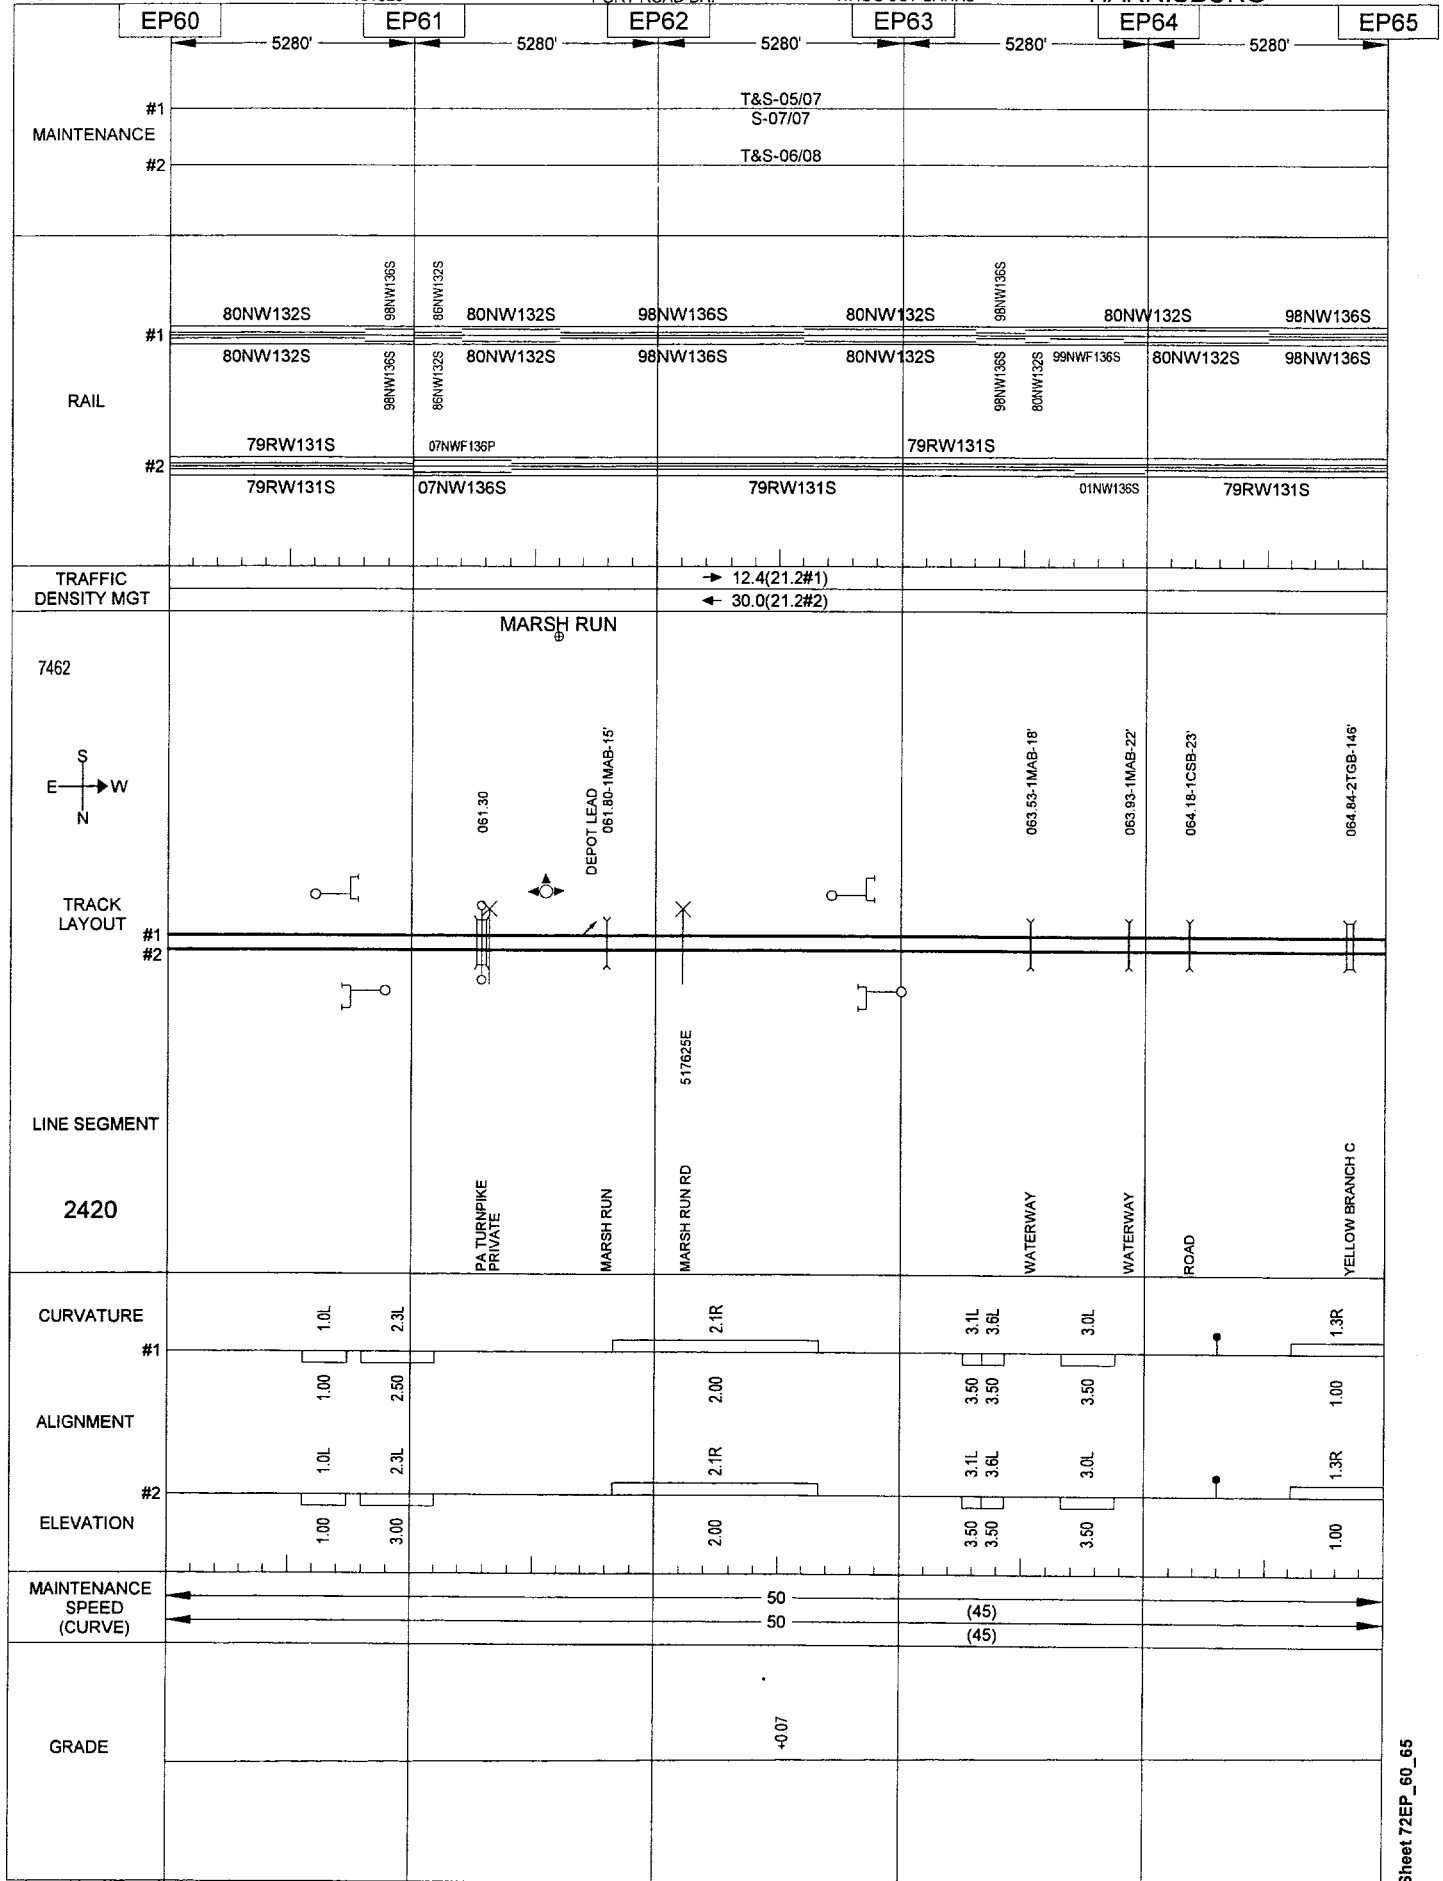 HARRISBURG
EP60 EP61 EP62 EP63 EP64 EP65
5280' 5280' 5280' 5280' 5280'
MAINTENANCE
#1
T&S-05/07
S-07/07
#2
T&S-06/08
RAIL
98NW136S 86NW132S 98NW136S
80NW132S 80NW132S 98NW136S 80NW132S 80NW132S 98NW136S
#1
80NW132S 80NW132S 98NW136S 80NW132S 99NWF136S 80NW132S 98NW136S
98NW136S 86NW132S 98NW136S 80NW132S
79RW131S 07NWF136P 79RW131S
#2
79RW131S 07NW136S 79RW131S 01NW136S 79RW131S
TRAFFIC
DENSITY MGT
12.4(21.2#1)
30.0(21.2#2)
MARSH RUN
7462
S
E W
N
061.30
DEPOT LEAD
061.80-1MAB-15'
063.53-1MAB-18'
063.93-1MAB-22'
064.18-1CSB-23'
064.84-2TGB-146'
TRACK
LAYOUT
#1
#2
517625E
LINE SEGMENT
2420
PA TURNPIKE
PRIVATE
MARSH RUN
MARSH RUN RD
WATERWAY
WATERWAY
ROAD
YELLOW BRANCH C
CURVATURE
1.0L 2.3L 2.1R 3.1L 3.6L 3.0L 1.3R
#1
1.00 2.50 2.00 3.50 3.50 3.50 1.00
ALIGNMENT
1.0L 2.3L 2.1R 3.1L 3.6L 3.0L 1.3R
#2
ELEVATION
1.00 3.00 2.00 3.50 3.50 3.50 1.00
MAINTENANCE
SPEED
(CURVE)
50
(45)
50
(45)
GRADE
+0.07
Sheet 72EP_60_65